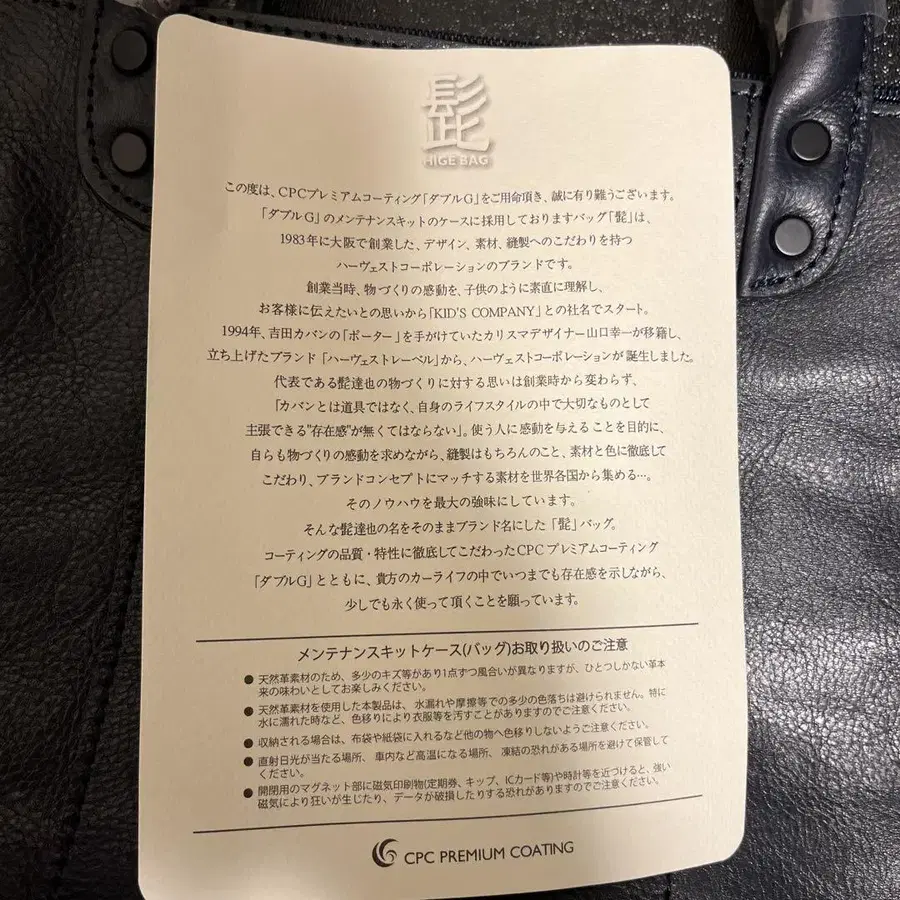 髭
HIGE BAG
この度は、CPCプレミアムコーティング「ダブルG」をご用命頂き、誠に有り難うございます。
「ダブルG」のメンテナンスキットのケースに採用しておりますバッグ「髭」は、
1983年に大阪で創業した、デザイン、素材、縫製へのこだわりを持つ
ハーヴェストコーポレーションのブランドです。
創業当時、物づくりの感動を、子供のように素直に理解し、
お客様に伝えたいとの思いから「KID'S COMPANY」との社名でスタート。
1994年、吉田カバンの「ポーター」を手がけていたカリスマデザイナー山口幸一が移籍し、
立ち上げたブランド「ハーヴェストレーベル」から、ハーヴェストコーポレーションが誕生しました。
代表である髭達也の物づくりに対する思いは創業時から変わらず、
「カバンとは道具ではなく、自身のライフスタイルの中で大切なものとして
主張できる"存在感"が無くてはならない」。使う人に感動を与えることを目的に、
自らも物づくりの感動を求めながら、縫製はもちろんのこと、素材と色に徹底して
こだわり、ブランドコンセプトにマッチする素材を世界各国から集める…。
そのノウハウを最大の強味にしています。
そんな髭達也の名をそのままブランド名にした「髭」バッグ。
コーティングの品質・特性に徹底してこだわったCPCプレミアムコーティング
「ダブルG」とともに、貴方のカーライフの中でいつまでも存在感を示しながら、
少しでも永く使って頂くことを願っています。
メンテナンスキットケース(バッグ)お取り扱いのご注意
● 天然革素材のため、多少のキズ等があり1点ずつ風合いが異なりますが、ひとつしかない革本
来の味わいとしてお楽しみください。
● 天然革素材を使用した本製品は、水漏れや摩擦等での多少の色落ちは避けられません。特に
水に濡れた時など、色移りにより衣服等を汚すことがありますのでご注意ください。
● 収納される場合は、布袋や紙袋に入れるなど他の物へ色移りしないようご注意ください。
● 直射日光が当たる場所、車内など高温になる場所、凍結の恐れがある場所を避けて保管して
ください。
● 開閉用のマグネット部に磁気印刷物(定期券、キップ、ICカード等)や時計等を近づけると、強い
磁気により狂いが生じたり、データが破損したりする恐れがありますのでご注意ください。
CPC PREMIUM COATING